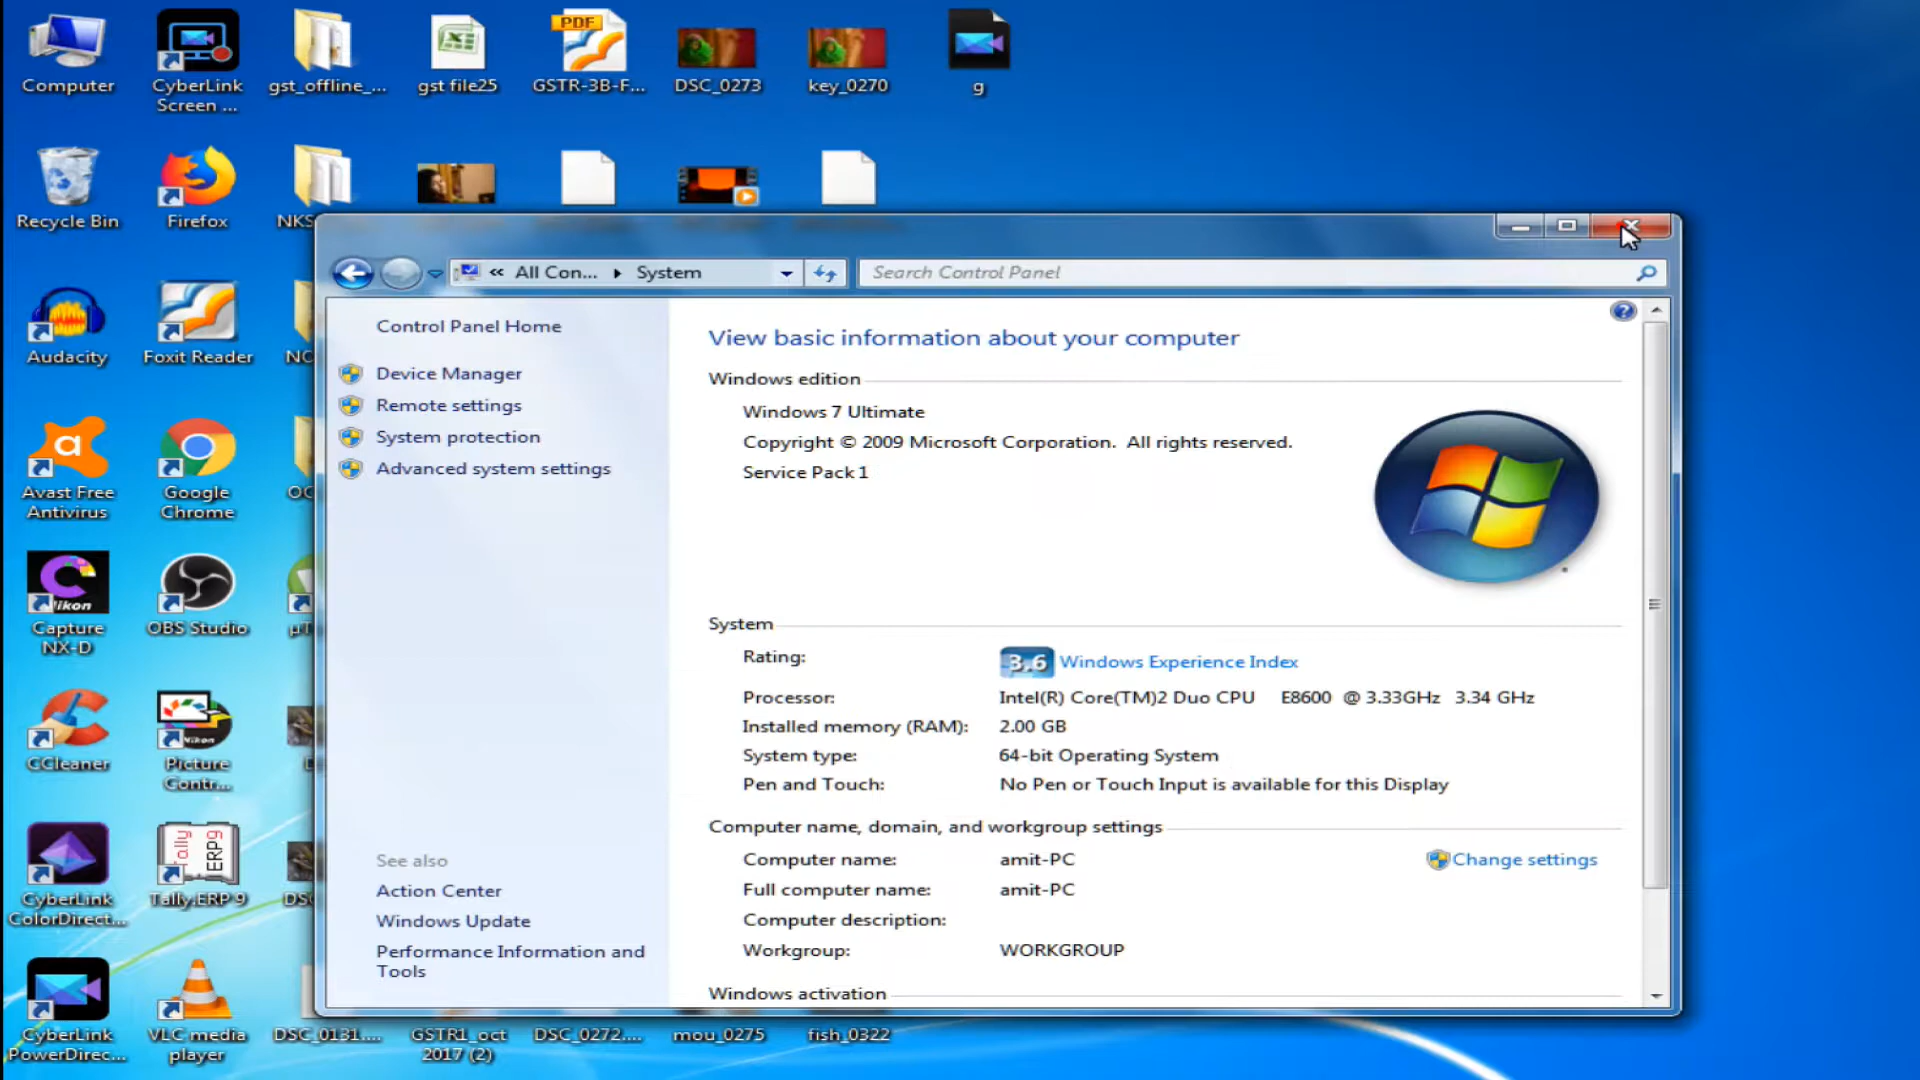 Computer
CyberLink
Screen ...
gst_offline_...
gst file25
PDF
GSTR-3B-F...
DSC_0273
key_0270
g
Recycle Bin
Firefox
NKS
All Con...
System
Search Control Panel
Audacity
Foxit Reader
NC
Avast Free
Antivirus
Google
Chrome
OC
Nikon
Capture
NX-D
OBS Studio
μT
CCleaner
Nikon
Picture
Contr...
D
CyberLink
ColorDirect...
Tally
ERP9
Tally.ERP 9
DSC
CyberLink
PowerDirec...
VLC media
player
DSC_0131....
GSTR1_oct
2017 (2)
DSC_0272....
mou_0275
fish_0322
Control Panel Home
Device Manager
Remote settings
System protection
Advanced system settings
See also
Action Center
Windows Update
Performance Information and
Tools
View basic information about your computer
Windows edition
Windows 7 Ultimate
Copyright © 2009 Microsoft Corporation.  All rights reserved.
Service Pack 1
System
Rating:
3,6 Windows Experience Index
Processor: Intel(R) Core(TM)2 Duo CPU    E8600  @ 3.33GHz  3.34 GHz
Installed memory (RAM): 2.00 GB
System type: 64-bit Operating System
Pen and Touch: No Pen or Touch Input is available for this Display
Computer name, domain, and workgroup settings
Computer name: amit-PC
Change settings
Full computer name: amit-PC
Computer description:
Workgroup: WORKGROUP
Windows activation